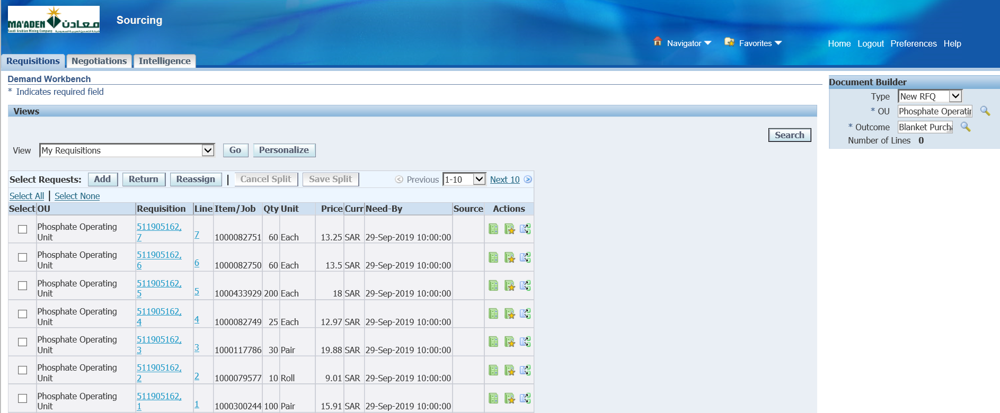 MA'ADEN معادن
Saudi Arabian Mining Company
Sourcing
Navigator
Favorites
Home Logout Preferences Help
Requisitions Negotiations Intelligence
Demand Workbench
* Indicates required field
Views
Search
View My Requisitions Go Personalize
Select Requests: Add Return Reassign | Cancel Split Save Split Previous 1-10 Next 10
Select All | Select None
Select OU Requisition Line Item/Job Qty Unit Price Curr Need-By Source Actions
Phosphate Operating Unit 511905162, 7 7 1000082751 60 Each 13.25 SAR 29-Sep-2019 10:00:00
Phosphate Operating Unit 511905162, 6 6 1000082750 60 Each 13.5 SAR 29-Sep-2019 10:00:00
Phosphate Operating Unit 511905162, 5 5 1000433929 200 Each 18 SAR 29-Sep-2019 10:00:00
Phosphate Operating Unit 511905162, 4 4 1000082749 25 Each 12.97 SAR 29-Sep-2019 10:00:00
Phosphate Operating Unit 511905162, 3 3 1000117786 30 Pair 19.88 SAR 29-Sep-2019 10:00:00
Phosphate Operating Unit 511905162, 2 2 1000079577 10 Roll 9.01 SAR 29-Sep-2019 10:00:00
Phosphate Operating Unit 511905162, 1 1 1000300244 100 Pair 15.91 SAR 29-Sep-2019 10:00:00
Document Builder
Type New RFQ
* OU Phosphate Operatin
* Outcome Blanket Purcha
Number of Lines 0